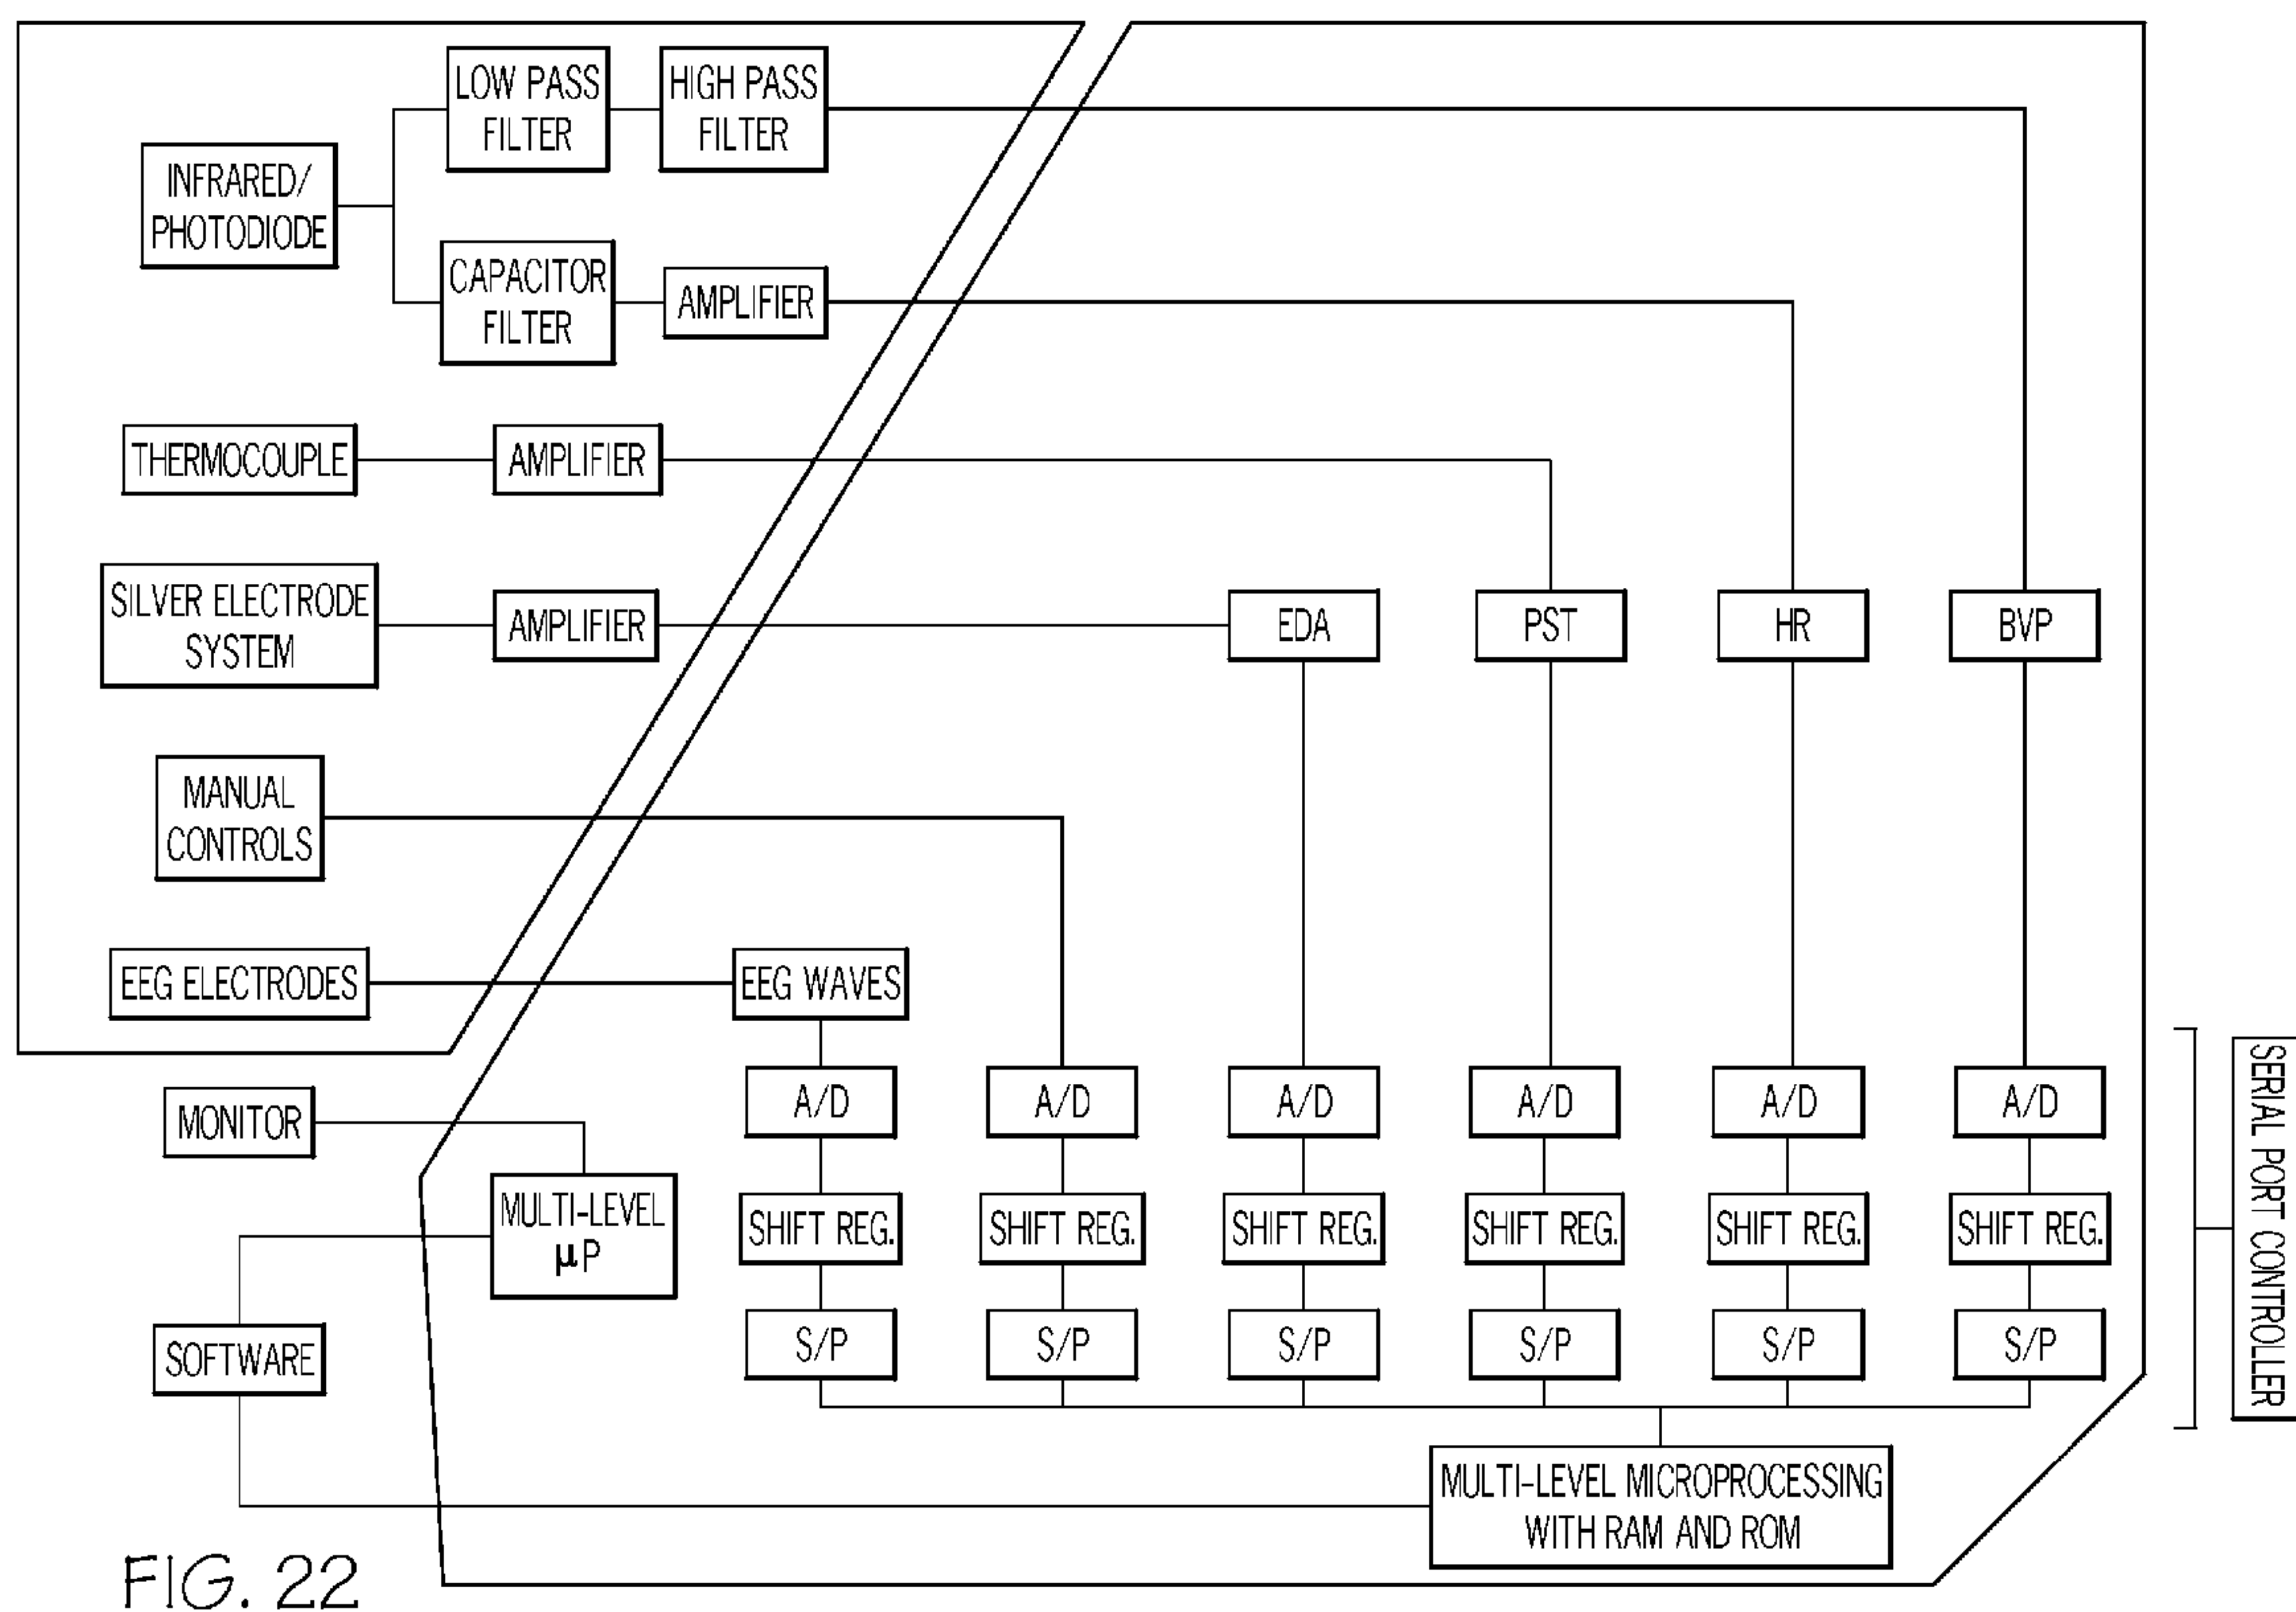 LOW PASS
FILTER
HIGH PASS
FILTER
INFRARED/
PHOTODIODE
CAPACITOR
FILTER
AMPLIFIER
THERMOCOUPLE
AMPLIFIER
SILVER ELECTRODE
SYSTEM
AMPLIFIER
EDA
PST
HR
BVP
MANUAL
CONTROLS
EEG ELECTRODES
EEG WAVES
MONITOR
A/D
A/D
A/D
A/D
A/D
A/D
MULTI-LEVEL
µP
SHIFT REG.
SHIFT REG.
SHIFT REG.
SHIFT REG.
SHIFT REG.
SHIFT REG.
SERIAL PORT CONTROLLER
SOFTWARE
S/P
S/P
S/P
S/P
S/P
S/P
MULTI-LEVEL MICROPROCESSING
WITH RAM AND ROM
FIG. 22